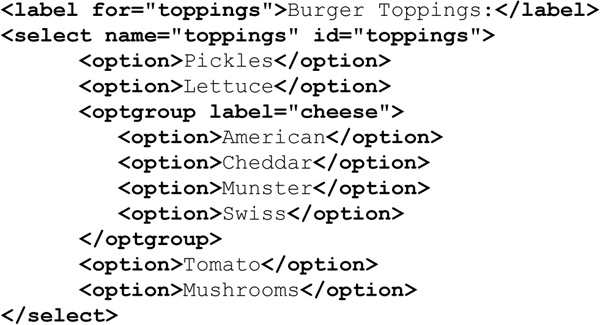 <label for="toppings">Burger Toppings:</label>
<select name="toppings" id="toppings">
<option>Pickles</option>
<option>Lettuce</option>
<optgroup label="cheese">
<option>American</option>
<option>Cheddar</option>
<option>Munster</option>
<option>Swiss</option>
</optgroup>
<option>Tomato</option>
<option>Mushrooms</option>
</select>